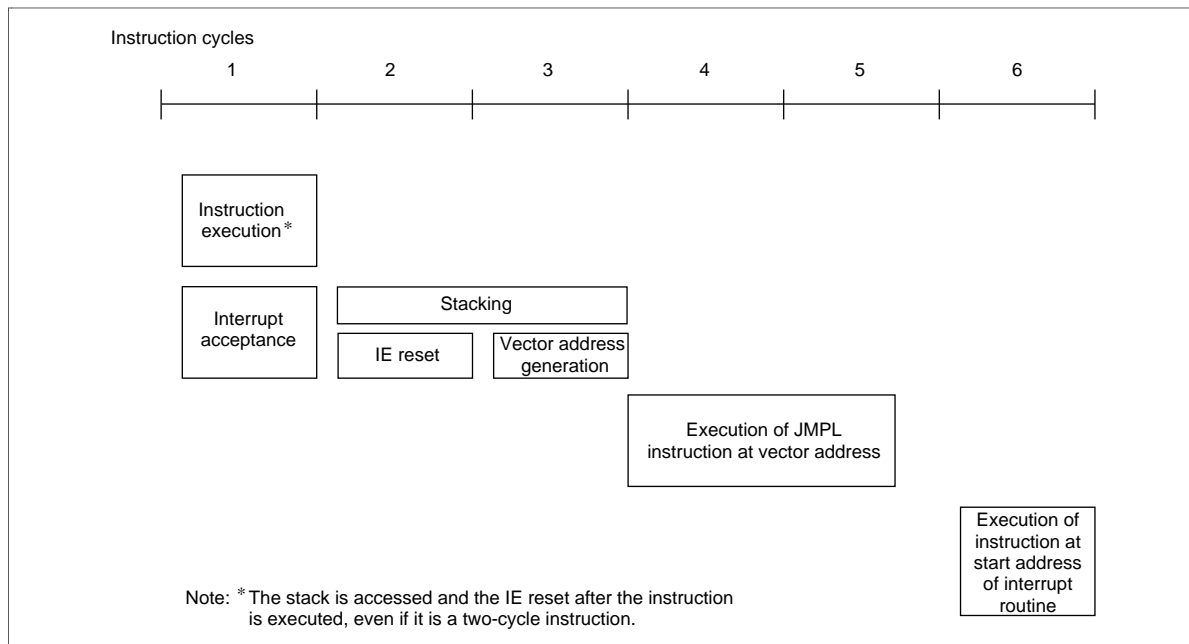 Instruction cycles
1 2 3 4 5 6
Instruction
execution*
Interrupt
acceptance
Stacking
IE reset
Vector address
generation
Execution of JMPL
instruction at vector address
Execution of
instruction at
start address
of interrupt
routine
Note: * The stack is accessed and the IE reset after the instruction
is executed, even if it is a two-cycle instruction.